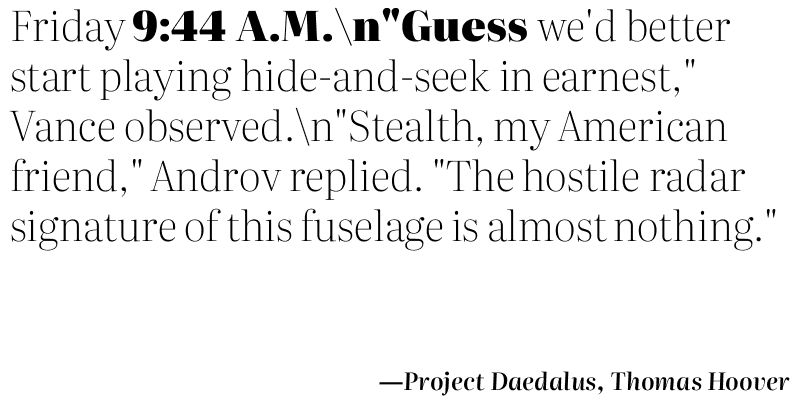 Friday 9:44 A.M.\n"Guess we'd better
start playing hide-and-seek in earnest,"
Vance observed.\n"Stealth, my American
friend," Androv replied. "The hostile radar
signature of this fuselage is almost nothing."
—Project Daedalus, Thomas Hoover